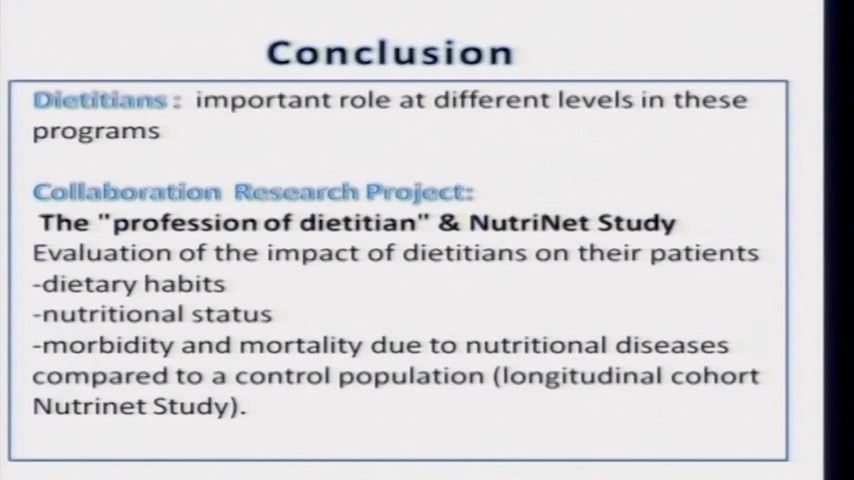 Conclusion
Dietitians : important role at different levels in these
programs
Collaboration Research Project:
The "profession of dietitian" & NutriNet Study
Evaluation of the impact of dietitians on their patients
-dietary habits
-nutritional status
-morbidity and mortality due to nutritional diseases
compared to a control population (longitudinal cohort
Nutrinet Study).